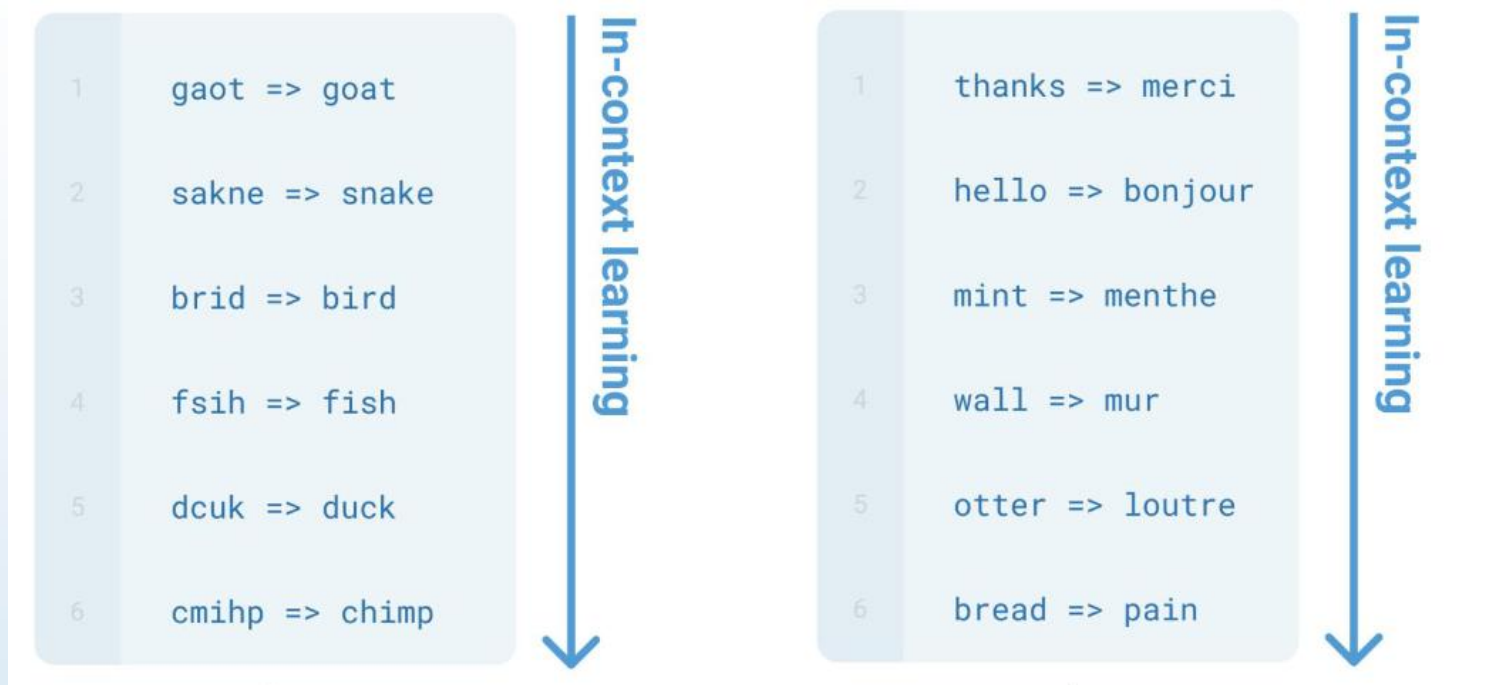 1 gaot => goat
2 sakne => snake
3 brid => bird
4 fsih => fish
5 dcuk => duck
6 cmihp => chimp
In-context learning
1 thanks => merci
2 hello => bonjour
3 mint => menthe
4 wall => mur
5 otter => loutre
6 bread => pain
In-context learning